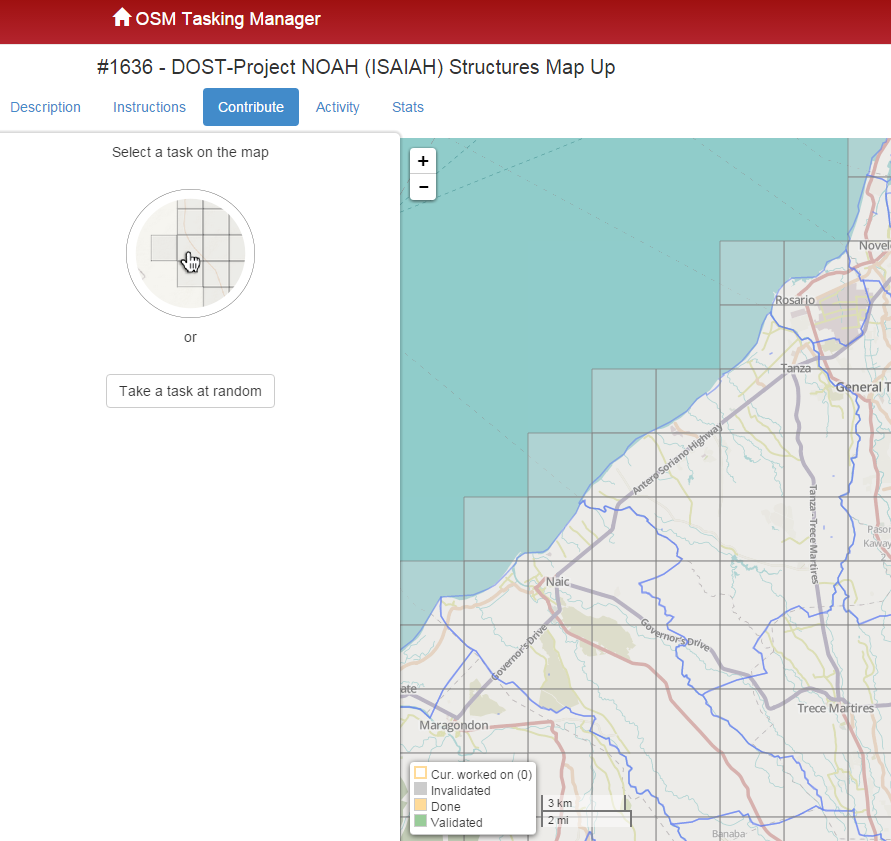 OSM Tasking Manager
#1636 - DOST-Project NOAH (ISAIAH) Structures Map Up
Description Instructions Contribute Activity Stats
Select a task on the map
or
Take a task at random
+
−
Novel
Rosario
Tanza
General T
Antero Soriano Highway
Tanza-Trece Martires
Pason
Kaway
2
Naic
Governor's Drive
Governor's Drive
ate
Maragondon
Trece Martires
Banaba
Cur. worked on (0)
Invalidated
Done
Validated
3 km
2 mi